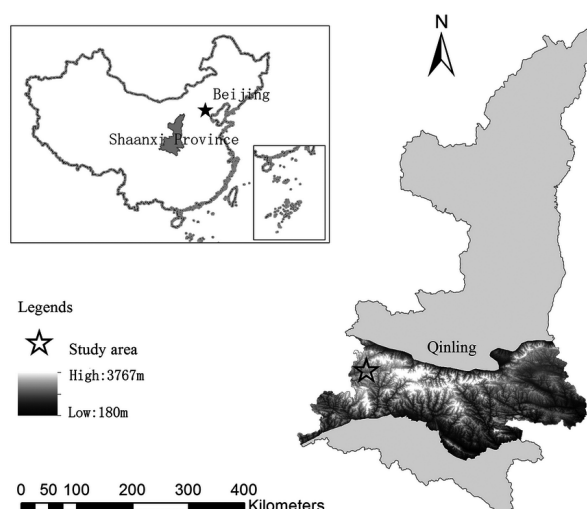 N
Beijing
Shaanxi Province
Legends
Study area
High:3767m
Low:180m
Qinling
0 50 100 200 300 400
Kilometers